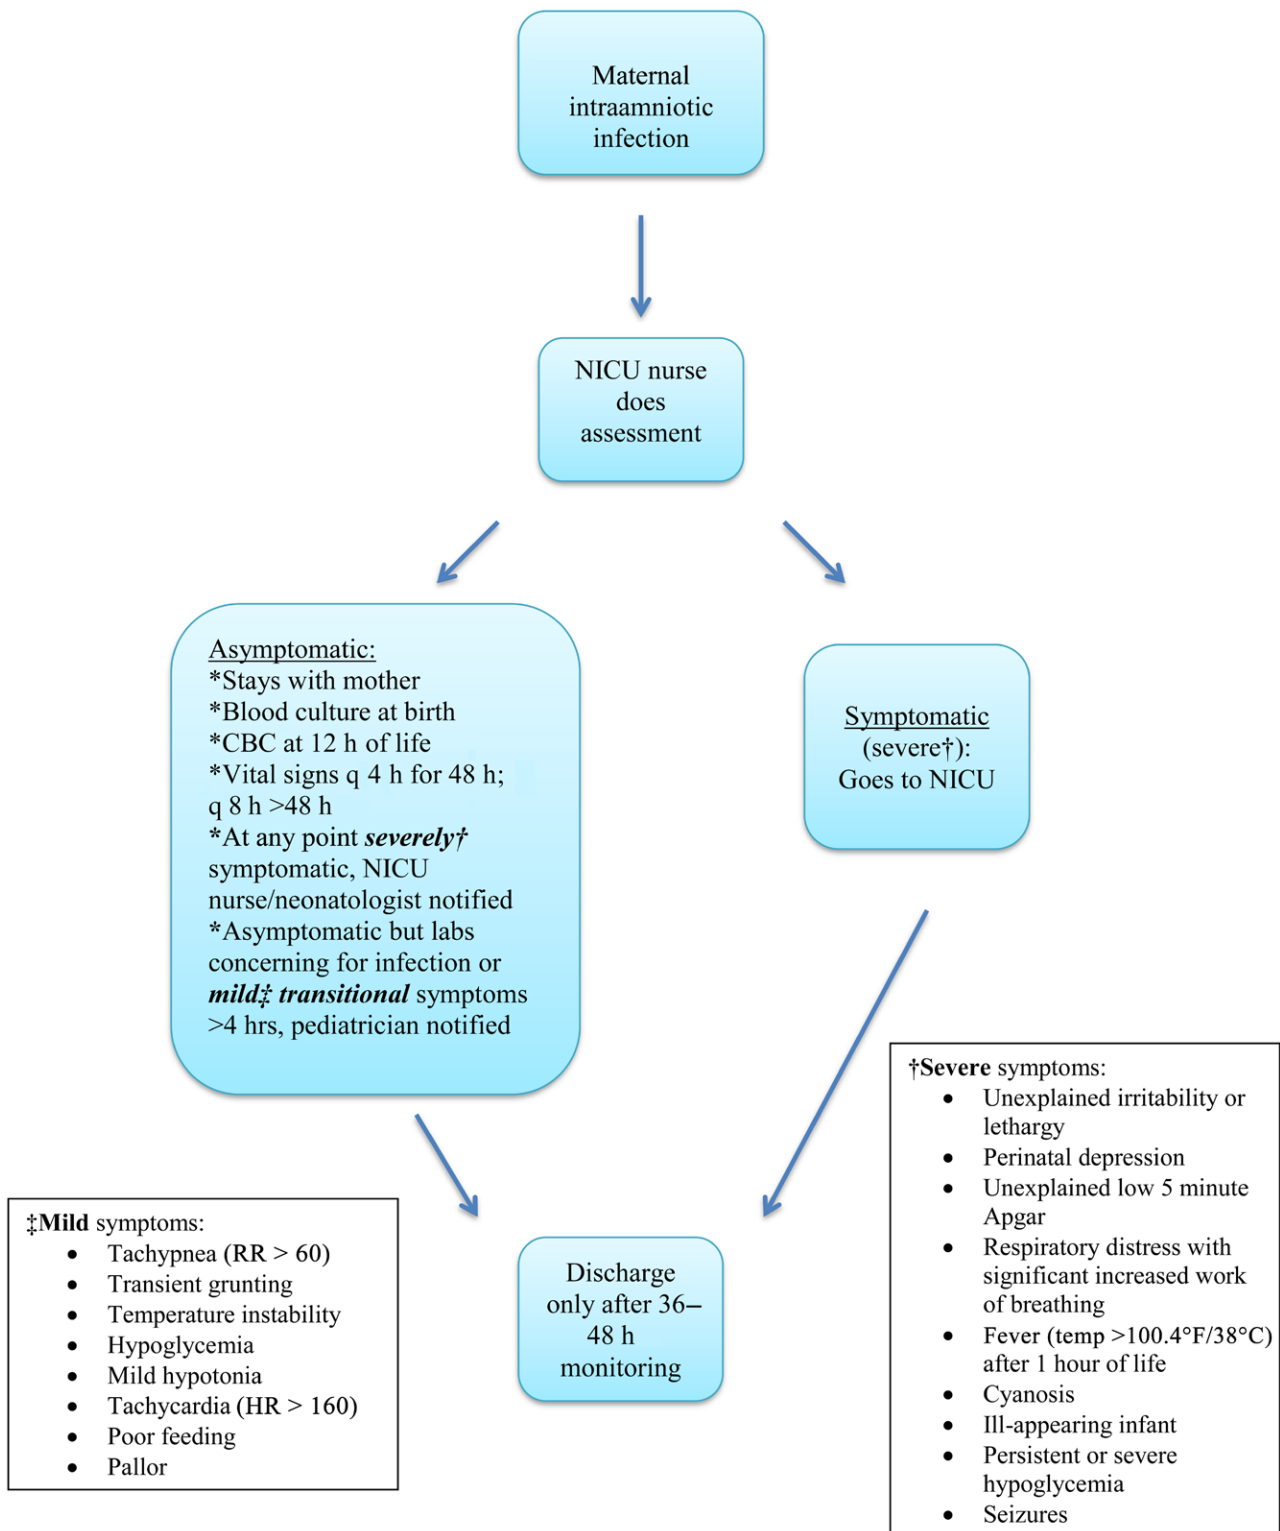 Maternal
intraamniotic
infection
NICU nurse
does
assessment
Asymptomatic:
*Stays with mother
*Blood culture at birth
*CBC at 12 h of life
*Vital signs q 4 h for 48 h;
q 8 h >48 h
*At any point severely†
symptomatic, NICU
nurse/neonatologist notified
*Asymptomatic but labs
concerning for infection or
mild‡ transitional symptoms
>4 hrs, pediatrician notified
Symptomatic
(severe†):
Goes to NICU
‡Mild symptoms:
• Tachypnea (RR > 60)
• Transient grunting
• Temperature instability
• Hypoglycemia
• Mild hypotonia
• Tachycardia (HR > 160)
• Poor feeding
• Pallor
Discharge
only after 36–
48 h
monitoring
†Severe symptoms:
• Unexplained irritability or
lethargy
• Perinatal depression
• Unexplained low 5 minute
Apgar
• Respiratory distress with
significant increased work
of breathing
• Fever (temp >100.4°F/38°C)
after 1 hour of life
• Cyanosis
• Ill-appearing infant
• Persistent or severe
hypoglycemia
• Seizures